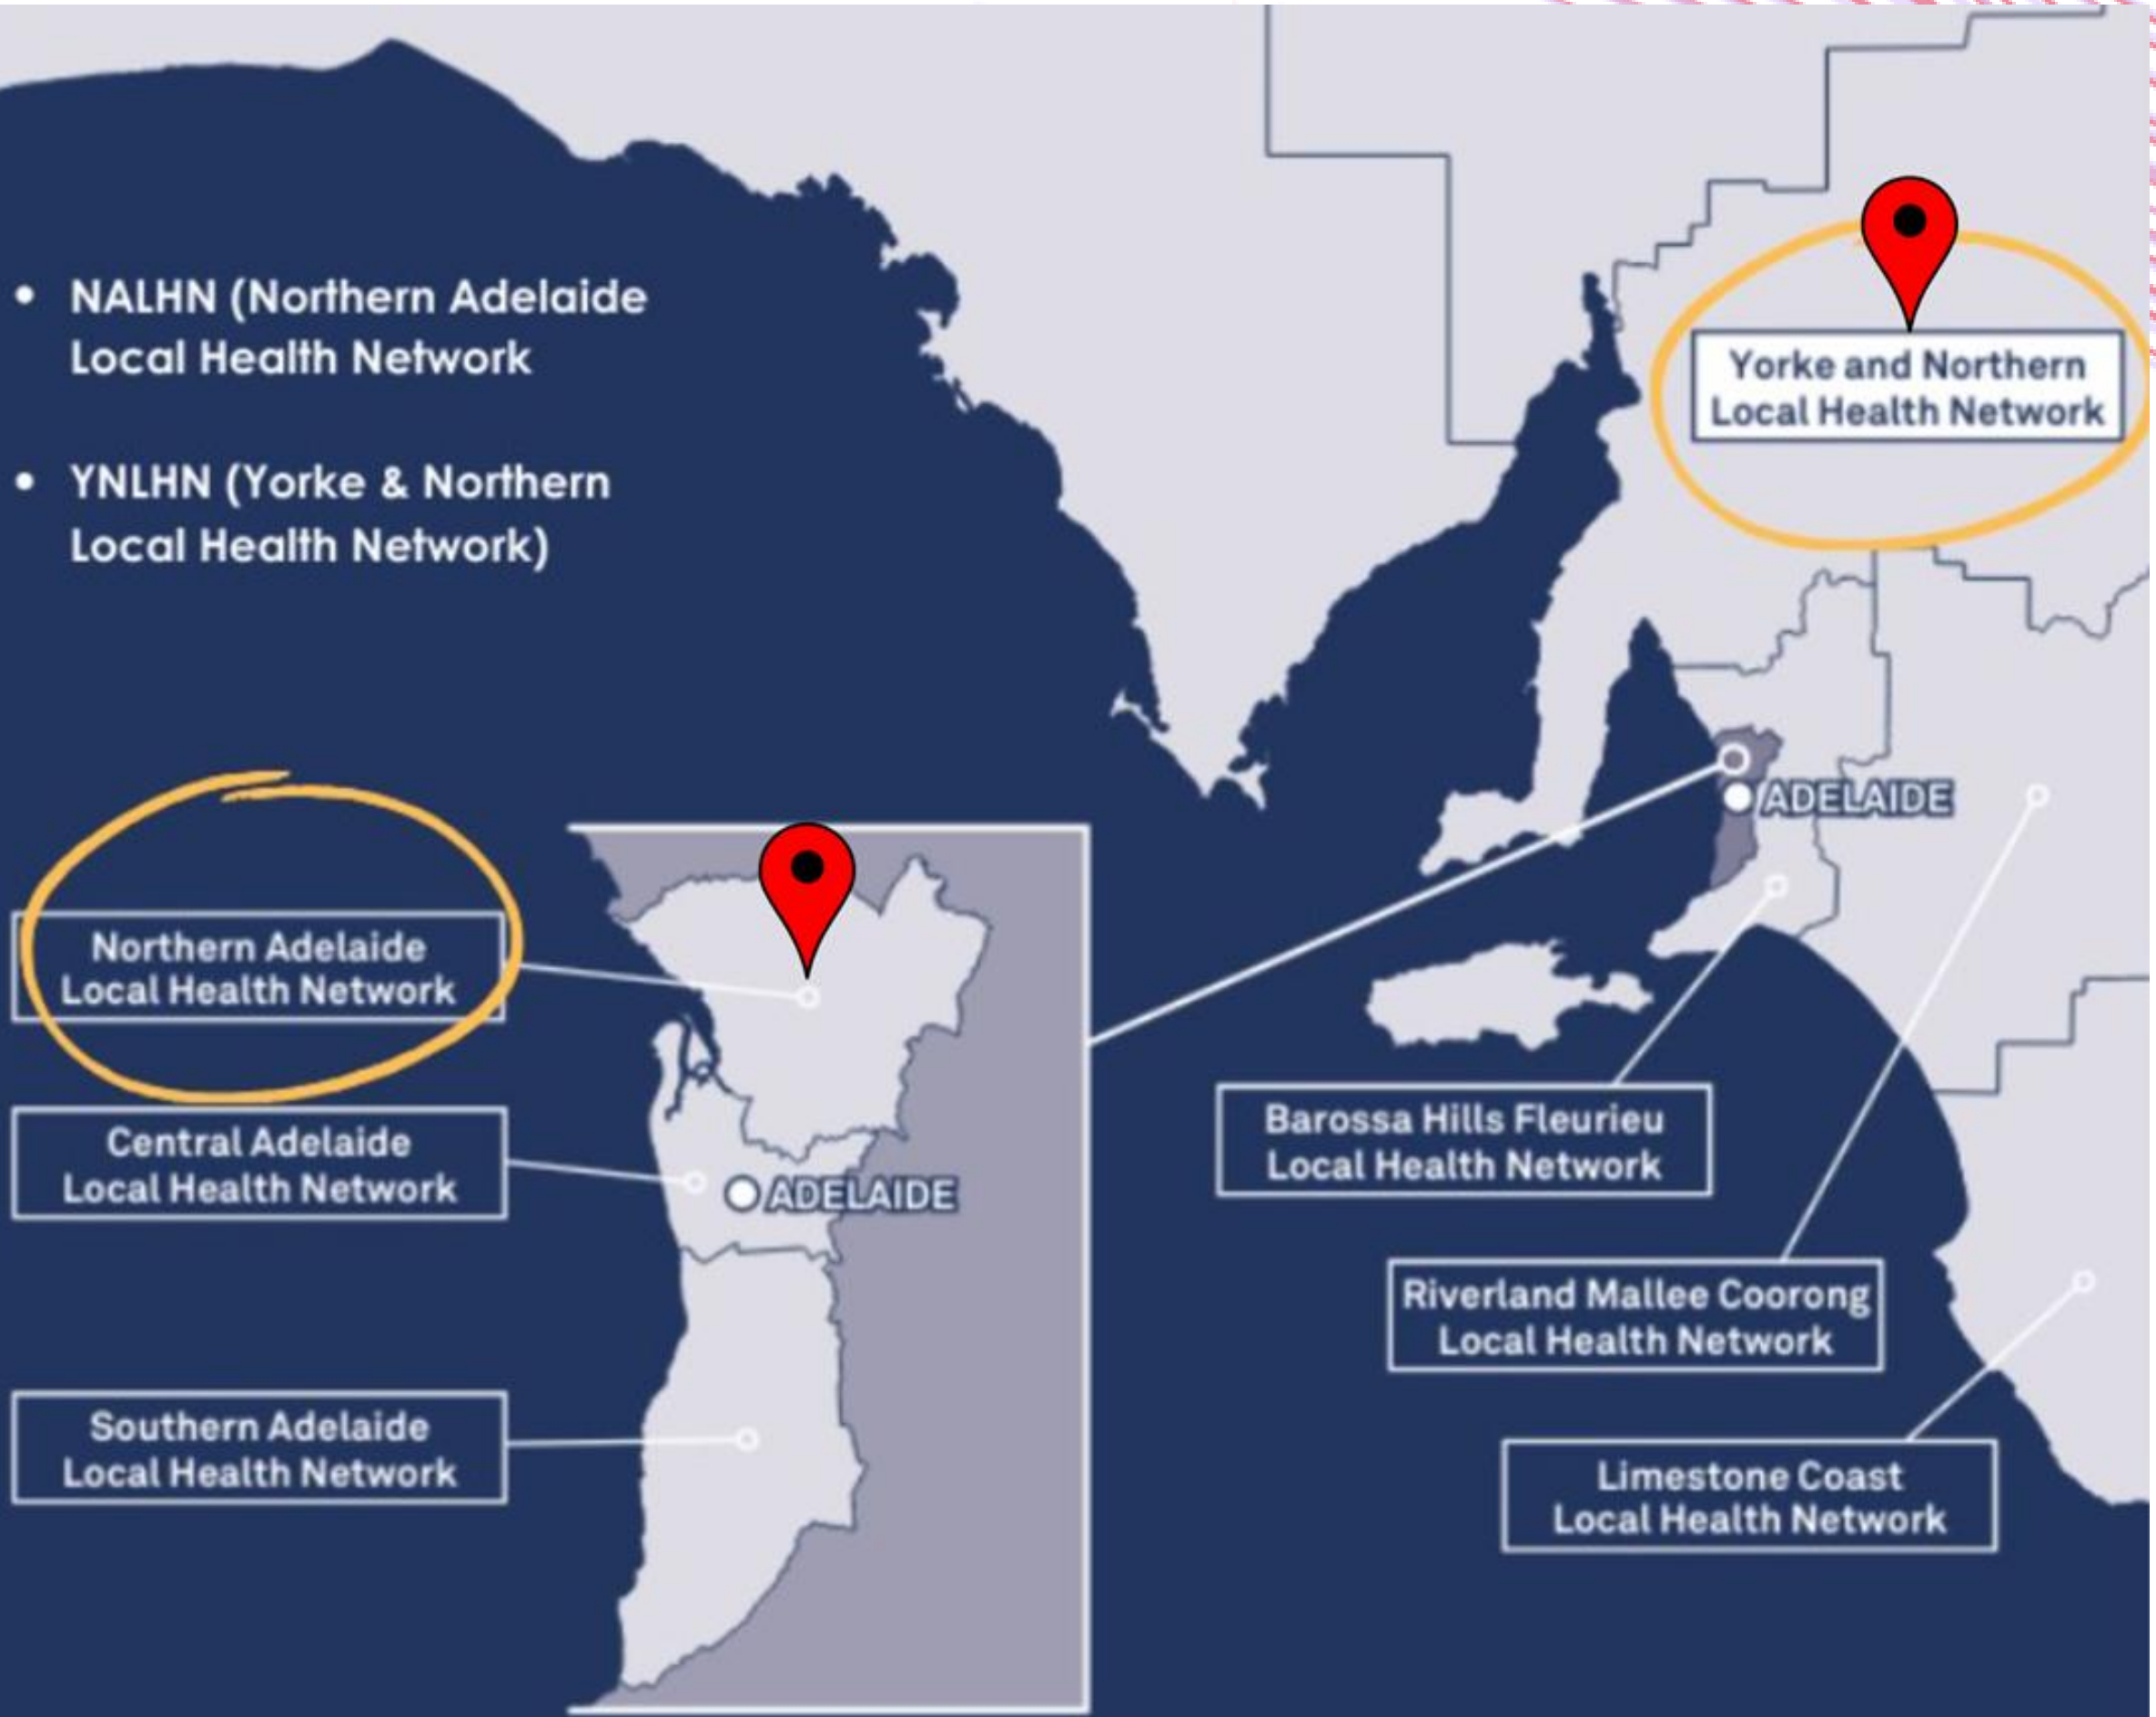 • NALHN (Northern Adelaide
Local Health Network
• YNLHN (Yorke & Northern
Local Health Network)
Yorke and Northern
Local Health Network
ADELAIDE
Northern Adelaide
Local Health Network
Central Adelaide
Local Health Network
ADELAIDE
Southern Adelaide
Local Health Network
Barossa Hills Fleurieu
Local Health Network
Riverland Mallee Coorong
Local Health Network
Limestone Coast
Local Health Network